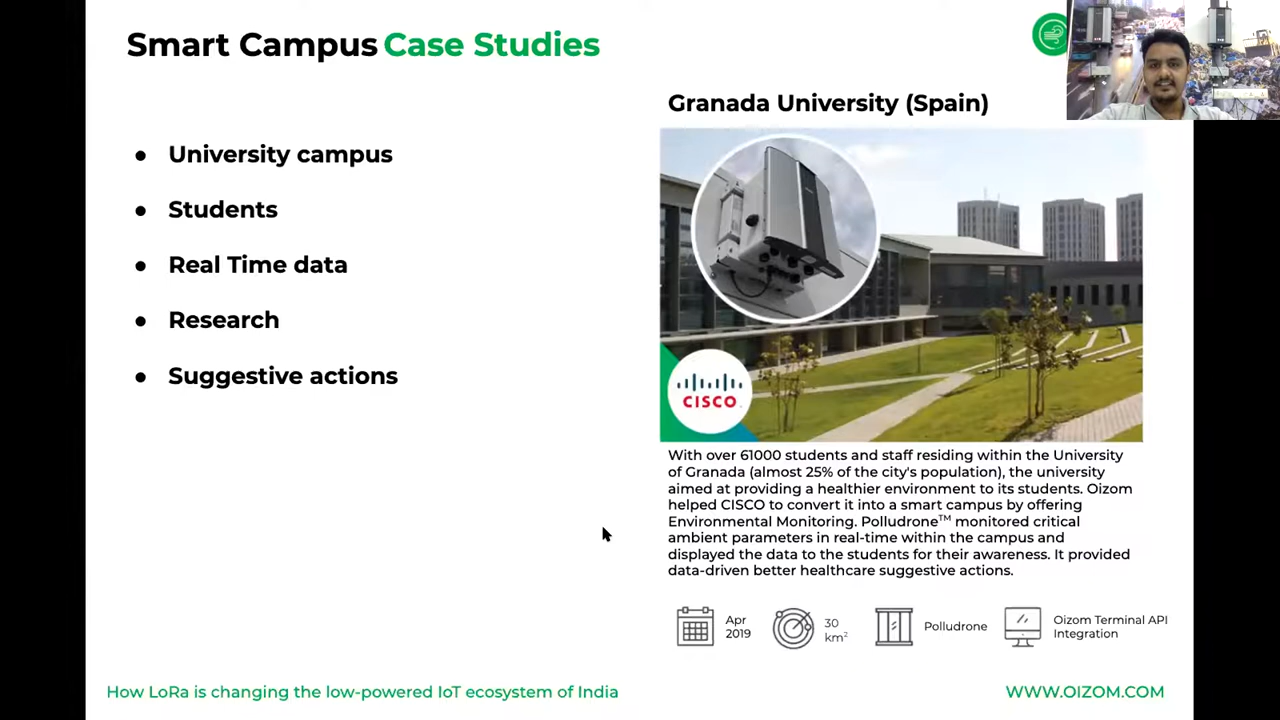 Smart Campus Case Studies
Granada University (Spain)
● University campus
● Students
● Real Time data
● Research
● Suggestive actions
CISCO
With over 61000 students and staff residing within the University
of Granada (almost 25% of the city's population), the university
aimed at providing a healthier environment to its students. Oizom
helped CISCO to convert it into a smart campus by offering
Environmental Monitoring. Polludrone™ monitored critical
ambient parameters in real-time within the campus and
displayed the data to the students for their awareness. It provided
data-driven better healthcare suggestive actions.
Apr
2019
30
km²
Polludrone
Oizom Terminal API
Integration
How LoRa is changing the low-powered IoT ecosystem of India
WWW.OIZOM.COM